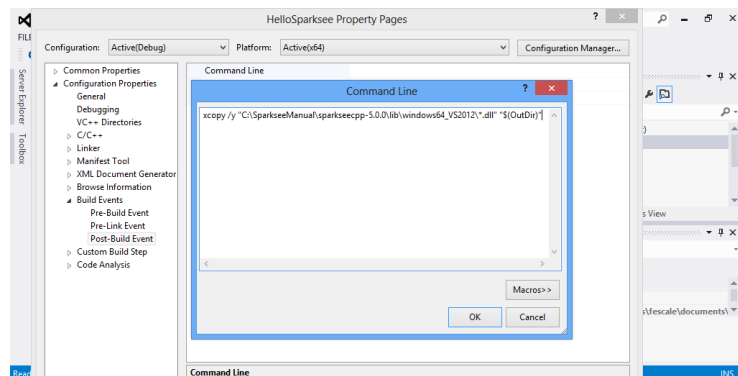 HelloSparksee Property Pages
? ×
FILE
Configuration: Active(Debug) Platform: Active(x64) Configuration Manager...
Server Explorer
Toolbox
Common Properties
Configuration Properties
General
Debugging
VC++ Directories
C/C++
Linker
Manifest Tool
XML Document Generator
Browse Information
Build Events
Pre-Build Event
Pre-Link Event
Post-Build Event
Custom Build Step
Code Analysis
Command Line
Command Line
? ×
xcopy /y "C:\SparkseeManual\sparkseecpp-5.0.0\lib\windows64_VS2012\*.dll" "$(OutDir)"
Macros>>
OK Cancel
Command Line
s View
s\fescale\documents\
Read
INS